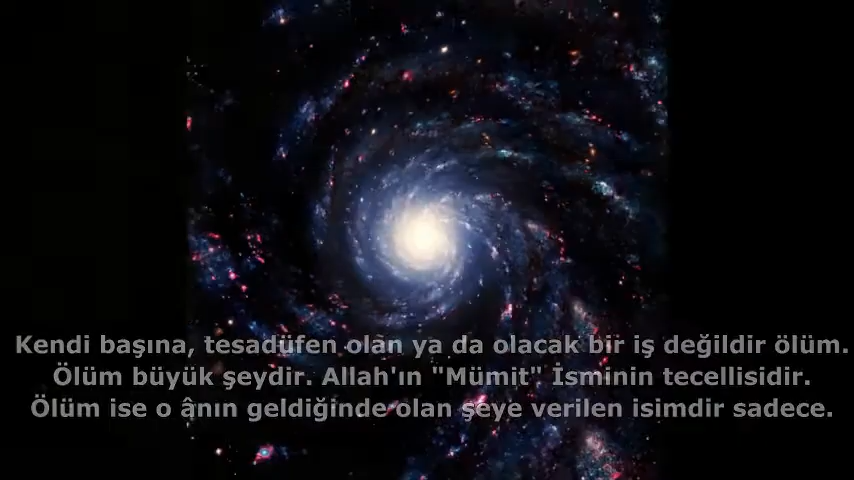 Kendi başına, tesadüfen olan ya da olacak bir iş değildir ölüm.
Ölüm büyük şeydir. Allah'ın "Mümit" İsminin tecellisidir.
Ölüm ise o ânın geldiğinde olan şeye verilen isimdir sadece.